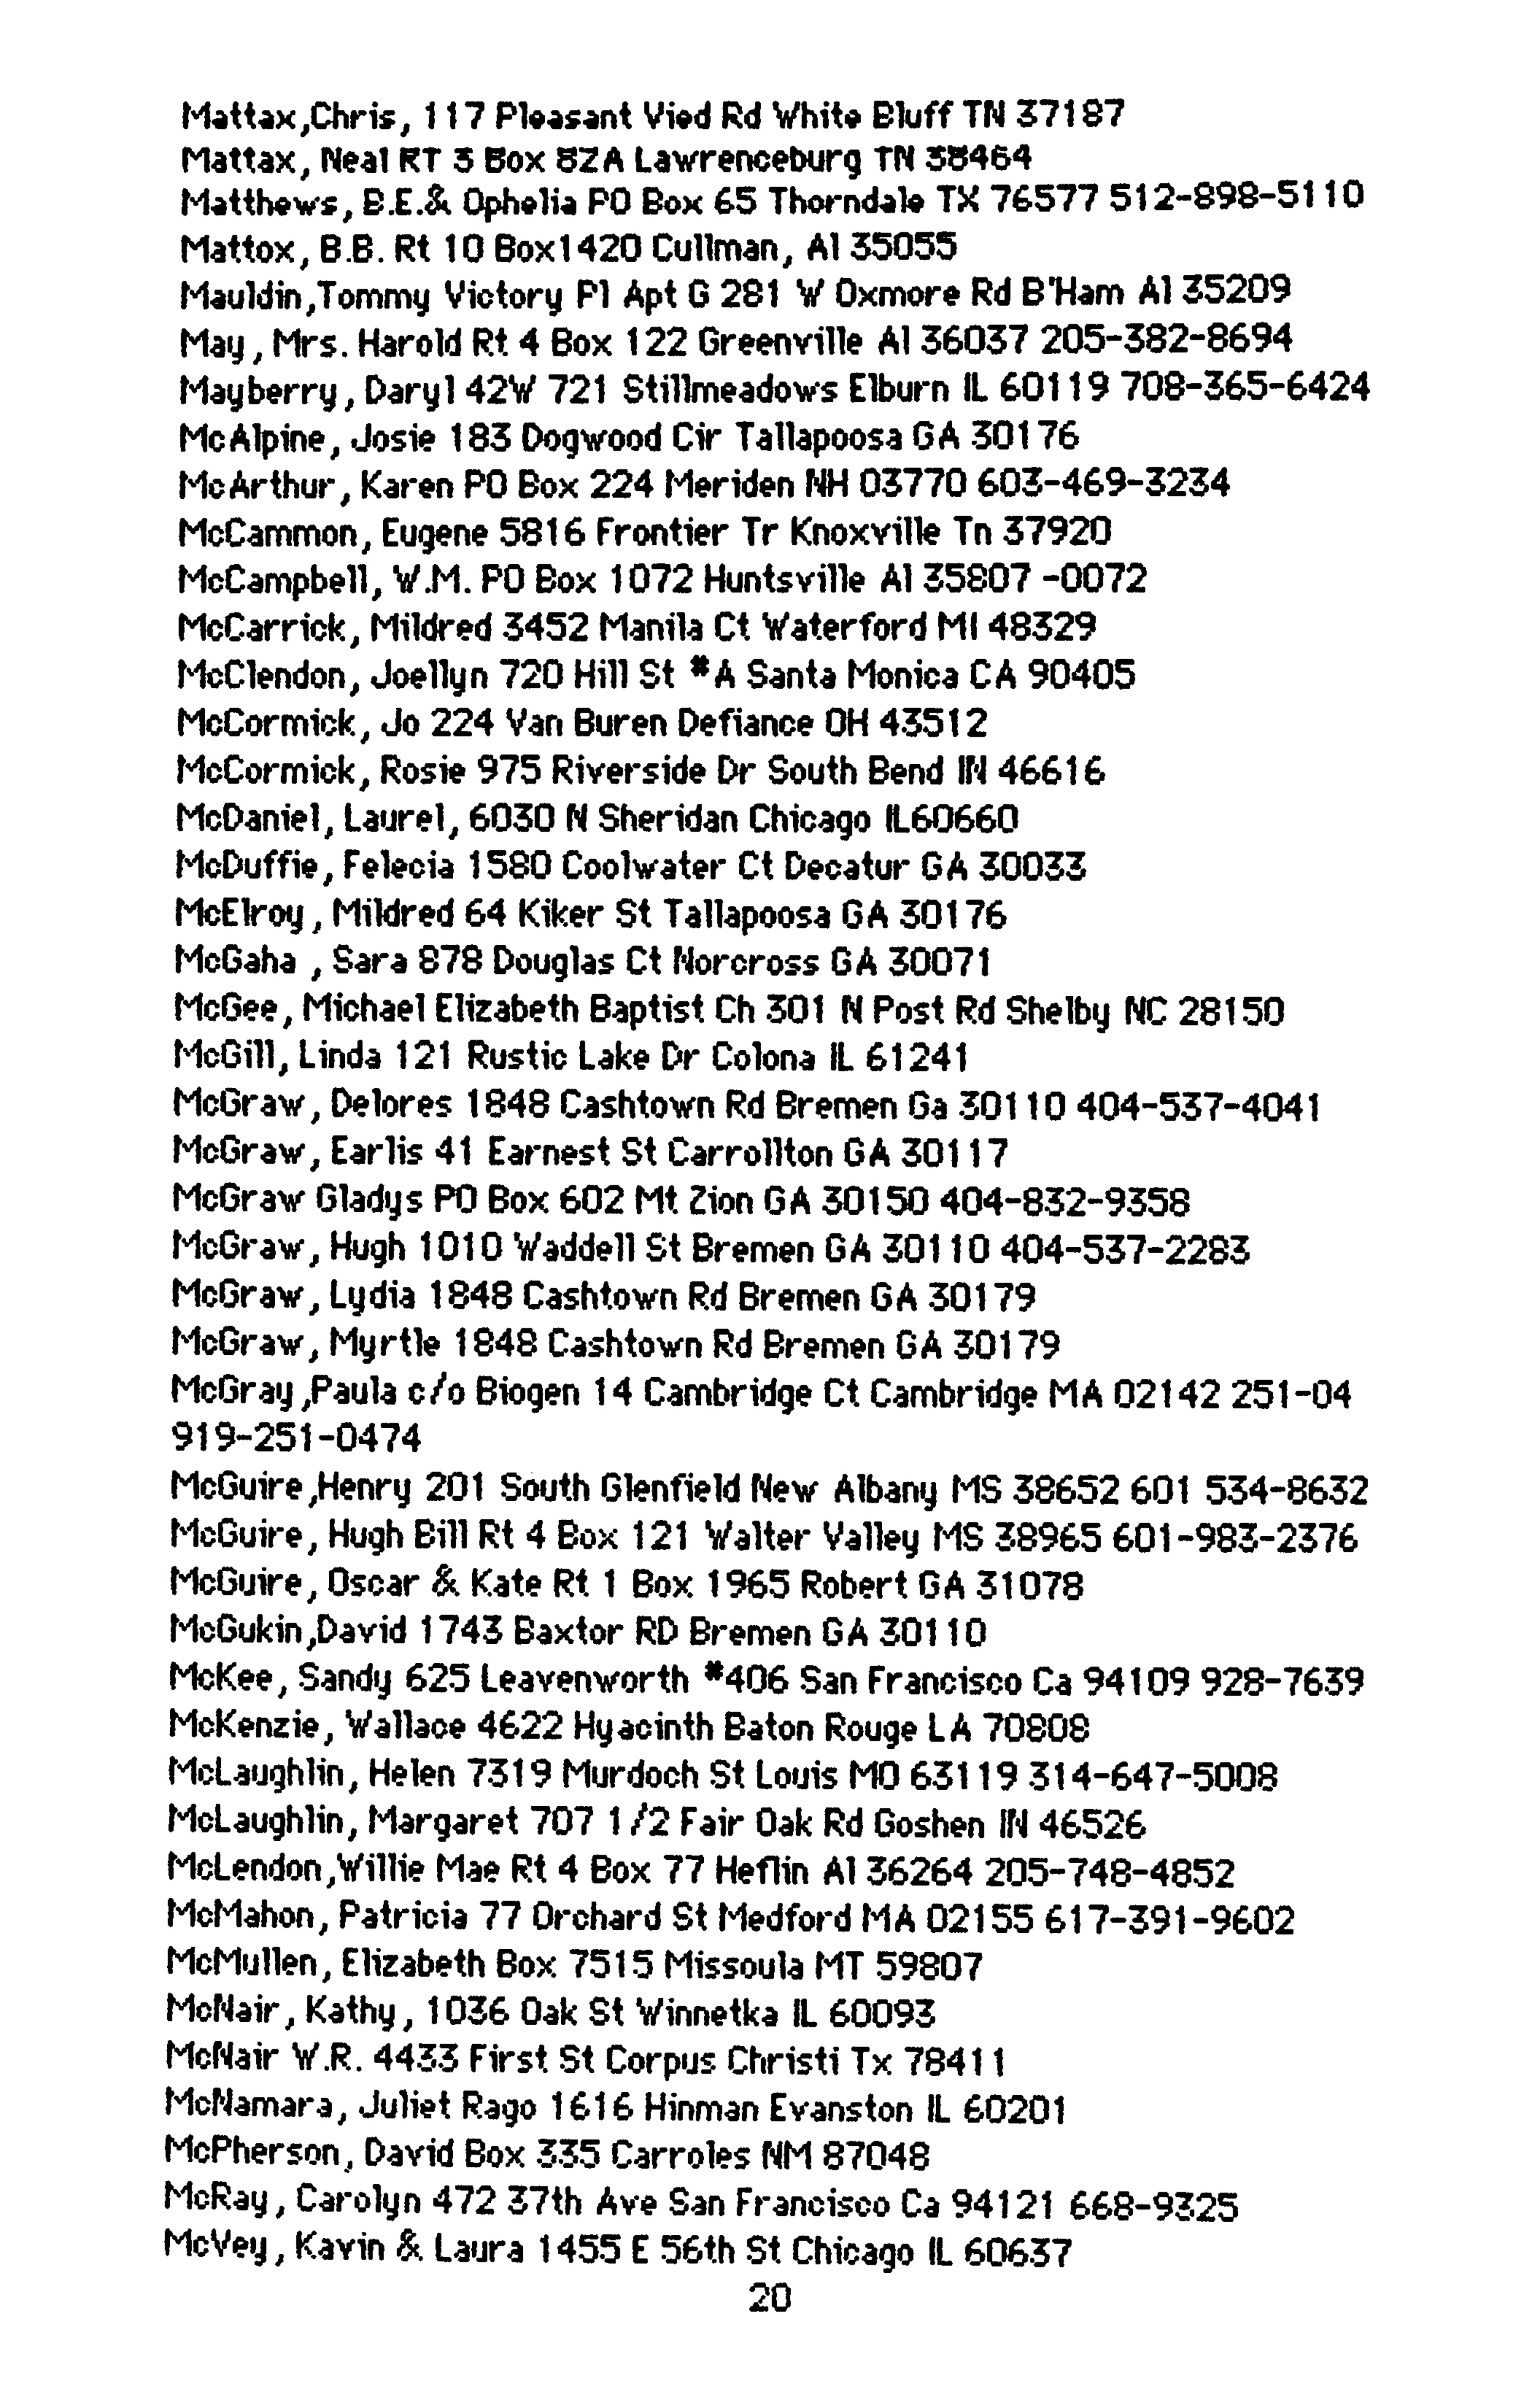 Mattax,Chris, 117 Pleasant Vied Rd White Bluff TN 37187
Mattax, Neal RT 3 Box 82A Lawrenceburg TN 38464
Matthews, B.E.& Ophelia PO Box 65 Thorndale TX 76577 512-898-5110
Mattox, B.B. Rt 10 Box1420 Cullman, Al 35055
Mauldin,Tommy Victory Pl Apt G 281 W Oxmore Rd B'Ham Al 35209
May, Mrs. Harold Rt 4 Box 122 Greenville Al 36037 205-382-8694
Mayberry, Daryl 42W 721 Stillmeadows Elburn IL 60119 708-365-6424
McAlpine, Josie 183 Dogwood Cir Tallapoosa GA 30176
McArthur, Karen PO Box 224 Meriden NH 03770 603-469-3234
McCammon, Eugene 5816 Frontier Tr Knoxville Tn 37920
McCampbell, W.M. PO Box 1072 Huntsville Al 35807 -0072
McCarrick, Mildred 3452 Manila Ct Waterford MI 48329
McClendon, Joellyn 720 Hill St #A Santa Monica CA 90405
McCormick, Jo 224 Van Buren Defiance OH 43512
McCormick, Rosie 975 Riverside Dr South Bend IN 46616
McDaniel, Laurel, 6030 N Sheridan Chicago IL60660
McDuffie, Felecia 1580 Coolwater Ct Decatur GA 30033
McElroy, Mildred 64 Kiker St Tallapoosa GA 30176
McGaha , Sara 878 Douglas Ct Norcross GA 30071
McGee, Michael Elizabeth Baptist Ch 301 N Post Rd Shelby NC 28150
McGill, Linda 121 Rustic Lake Dr Colona IL 61241
McGraw, Delores 1848 Cashtown Rd Bremen Ga 30110 404-537-4041
McGraw, Earlis 41 Earnest St Carrollton GA 30117
McGraw Gladys PO Box 602 Mt Zion GA 30150 404-832-9358
McGraw, Hugh 1010 Waddell St Bremen GA 30110 404-537-2283
McGraw, Lydia 1848 Cashtown Rd Bremen GA 30179
McGraw, Myrtle 1848 Cashtown Rd Bremen GA 30179
McGray,Paula c/o Biogen 14 Cambridge Ct Cambridge MA 02142 251-04
919-251-0474
McGuire,Henry 201 South Glenfield New Albany MS 38652 601 534-8632
McGuire, Hugh Bill Rt 4 Box 121 Walter Valley MS 38965 601-983-2376
McGuire, Oscar & Kate Rt 1 Box 1965 Robert GA 31078
McGukin,David 1743 Baxtor RD Bremen GA 30110
McKee, Sandy 625 Leavenworth #406 San Francisco Ca 94109 928-7639
McKenzie, Wallace 4622 Hyacinth Baton Rouge LA 70808
McLaughlin, Helen 7319 Murdoch St Louis MO 63119 314-647-5008
McLaughlin, Margaret 707 1/2 Fair Oak Rd Goshen IN 46526
McLendon,Willie Mae Rt 4 Box 77 Heflin Al 36264 205-748-4852
McMahon, Patricia 77 Orchard St Medford MA 02155 617-391-9602
McMullen, Elizabeth Box 7515 Missoula MT 59807
McNair, Kathy, 1036 Oak St Winnetka IL 60093
McNair W.R. 4433 First St Corpus Christi Tx 78411
McNamara, Juliet Rago 1616 Hinman Evanston IL 60201
McPherson, David Box 335 Carroles NM 87048
McRay, Carolyn 472 37th Ave San Francisco Ca 94121 668-9325
McVey, Kavin & Laura 1455 E 56th St Chicago IL 60637
20